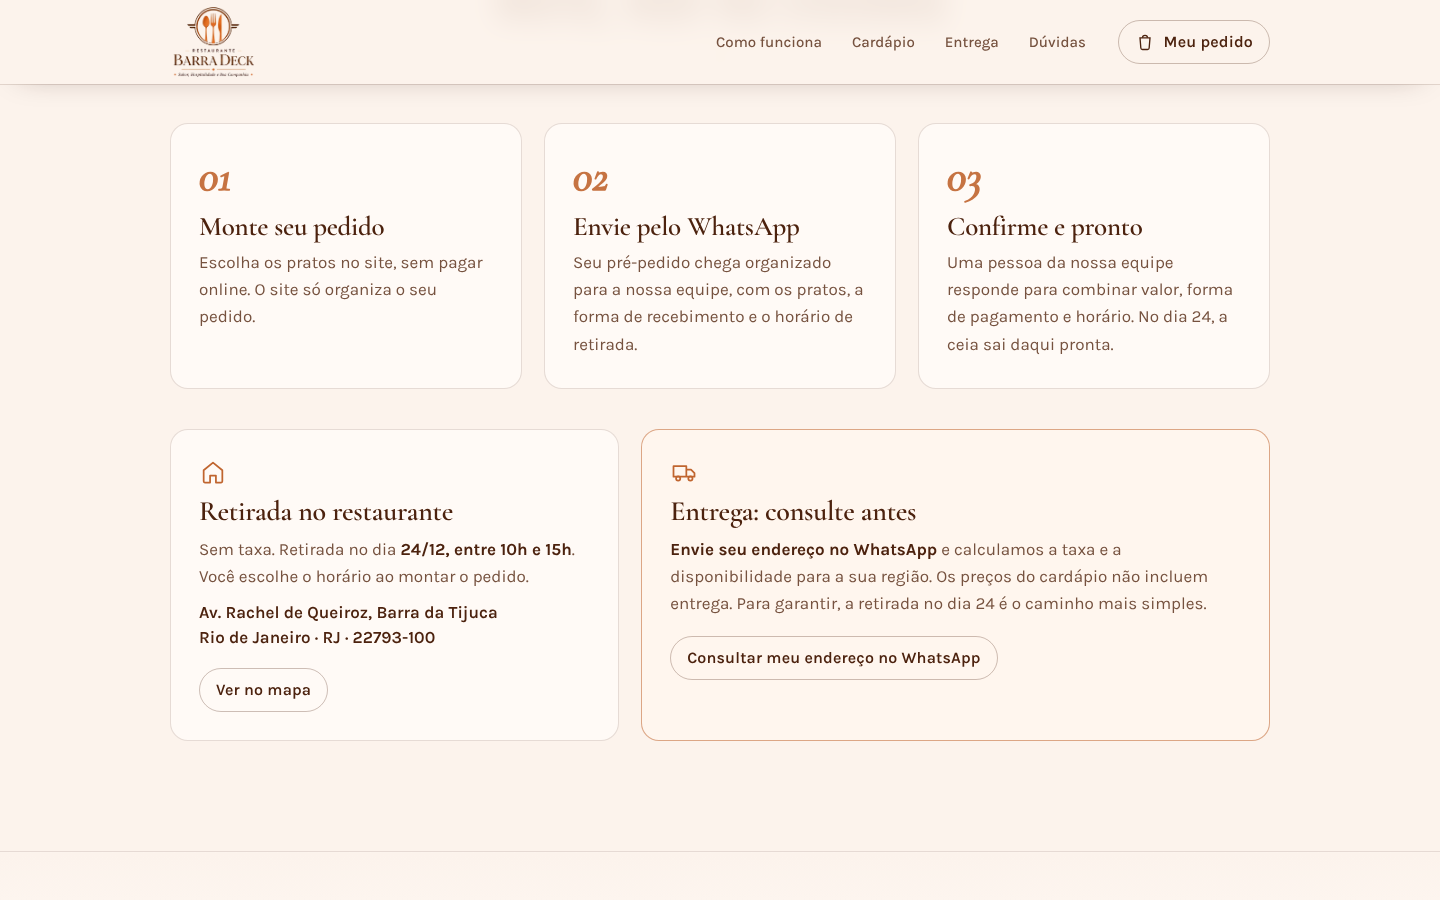 RESTAURANTE
BARRA DECK
Como funciona
Cardápio
Entrega
Dúvidas
Meu pedido
01
Monte seu pedido
Escolha os pratos no site, sem pagar
online. O site só organiza o seu
pedido.
02
Envie pelo WhatsApp
Seu pré-pedido chega organizado
para a nossa equipe, com os pratos, a
forma de recebimento e o horário de
retirada.
03
Confirme e pronto
Uma pessoa da nossa equipe
responde para combinar valor, forma
de pagamento e horário. No dia 24, a
ceia sai daqui pronta.
Retirada no restaurante
Sem taxa. Retirada no dia 24/12, entre 10h e 15h.
Você escolhe o horário ao montar o pedido.
Av. Rachel de Queiroz, Barra da Tijuca
Rio de Janeiro · RJ · 22793-100
Ver no mapa
Entrega: consulte antes
Envie seu endereço no WhatsApp e calculamos a taxa e a
disponibilidade para a sua região. Os preços do cardápio não incluem
entrega. Para garantir, a retirada no dia 24 é o caminho mais simples.
Consultar meu endereço no WhatsApp